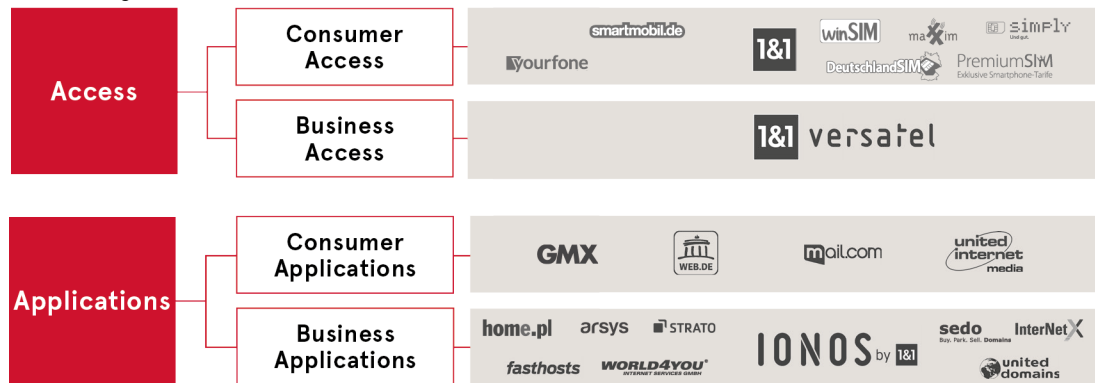 Access
Consumer
Access
smartmobil.de
yourfone
1&1
winSIM
maXXim
simply
Und gut.
DeutschlandSIM
PremiumSIM
Exklusive Smartphone-Tarife
Business
Access
1&1 versatel
Applications
Consumer
Applications
GMX
WEB.DE
mail.com
united
internet
media
Business
Applications
home.pl
arsys
STRATO
fasthosts
WORLD4YOU
INTERNET SERVICES GMBH
IONOS by 1&1
sedo
Buy. Park. Sell. Domains
InterNetX
united
domains